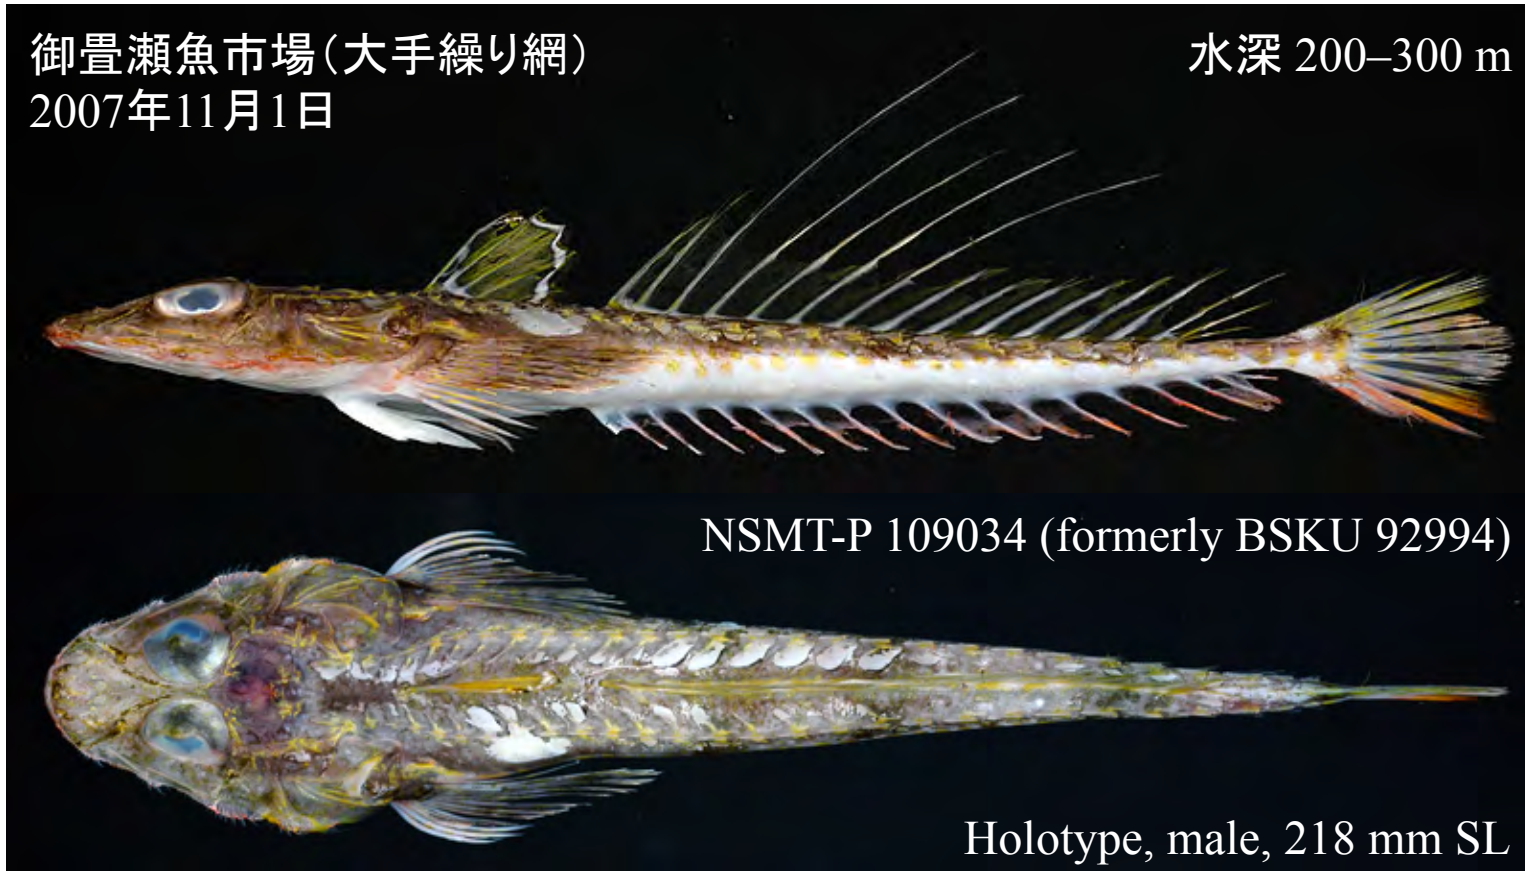 御畳瀬魚市場（大手繰り網）
2007年11月1日
水深 200–300 m
NSMT-P 109034 (formerly BSKU 92994)
Holotype, male, 218 mm SL